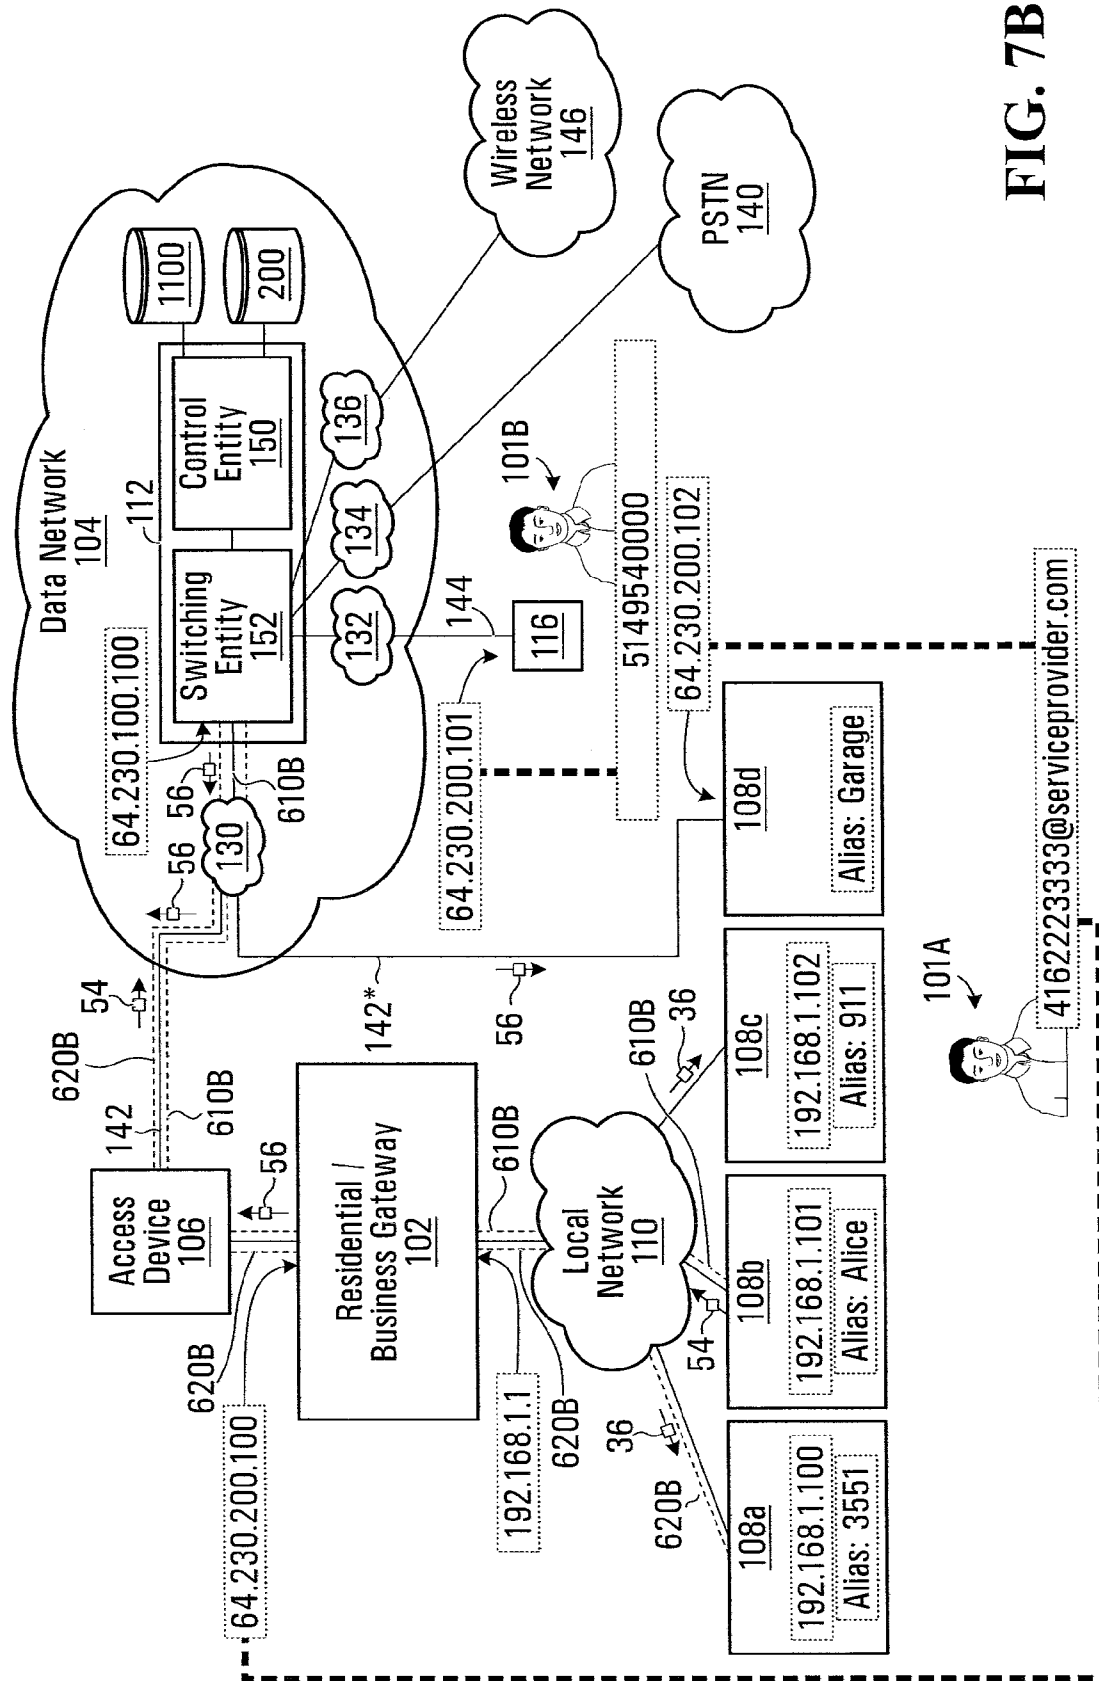 Data Network
104
112
64.230.100.100
Switching
Entity
152
Control
Entity
150
1100
200
Wireless
Network
146
PSTN
140
136
134
132
130
56
610B
56
54
620B
142
610B
142*
56
144
116
101B
64.230.200.101
5149540000
64.230.200.102
Access
Device
106
56
620B
64.230.200.100
Residential /
Business Gateway
102
610B
192.168.1.1
620B
Local
Network
110
610B
36
54
36
620B
108a
192.168.1.100
Alias: 3551
108b
192.168.1.101
Alias: Alice
108c
192.168.1.102
Alias: 911
108d
Alias: Garage
101A
4162223333@serviceprovider.com
FIG. 7B